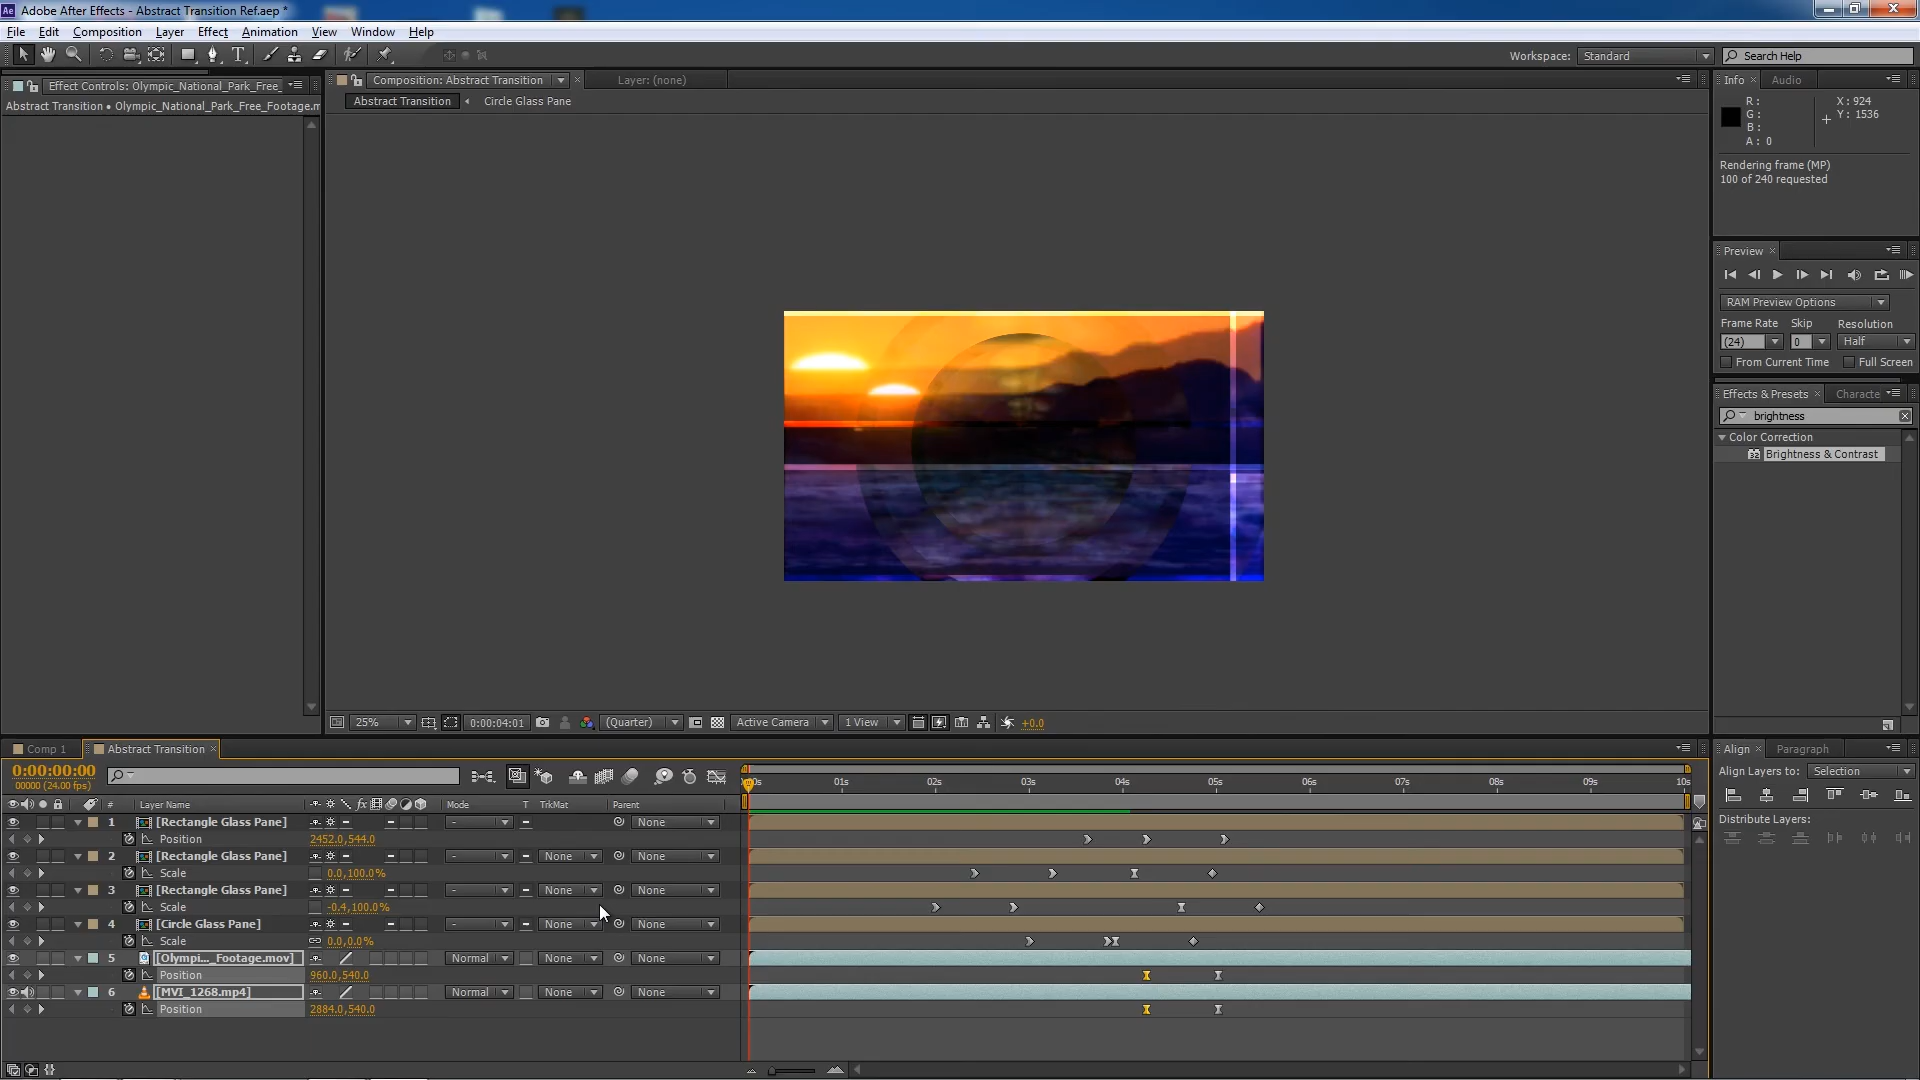 Adobe After Effects - Abstract Transition Ref.aep *
File Edit Composition Layer Effect Animation View Window Help
Workspace: Standard Search Help
Effect Controls: Olympic_National_Park_Free_
Composition: Abstract Transition Layer: (none)
Info Audio
Abstract Transition • Olympic_National_Park_Free_Footage.m
Abstract Transition Circle Glass Pane
R: X: 924
G: Y: 1536
B:
A: 0
Rendering frame (MP)
100 of 240 requested
Preview
RAM Preview Options
Frame Rate Skip Resolution
(24) 0 Half
From Current Time Full Screen
Effects & Presets Characte
brightness
Color Correction
32 Brightness & Contrast
25% 0:00:04:01 (Quarter) Active Camera 1 View +0.0
Comp 1 Abstract Transition
Align Paragraph
Align Layers to: Selection
Distribute Layers:
0:00:00:00
00000 (24.00 fps)
01s 02s 03s 04s 05s 06s 07s 08s 09s 10s
# Layer Name fx Mode T TrkMat Parent
1 [Rectangle Glass Pane] - None
Position 2452.0,544.0
2 [Rectangle Glass Pane] - None None
Scale 0.0,100.0%
3 [Rectangle Glass Pane] - None None
Scale -0.4,100.0%
4 [Circle Glass Pane] - None None
Scale 0.0,0.0%
5 [Olympi..._Footage.mov] Normal None None
Position 960.0,540.0
6 [MVI_1268.mp4] Normal None None
Position 2884.0,540.0